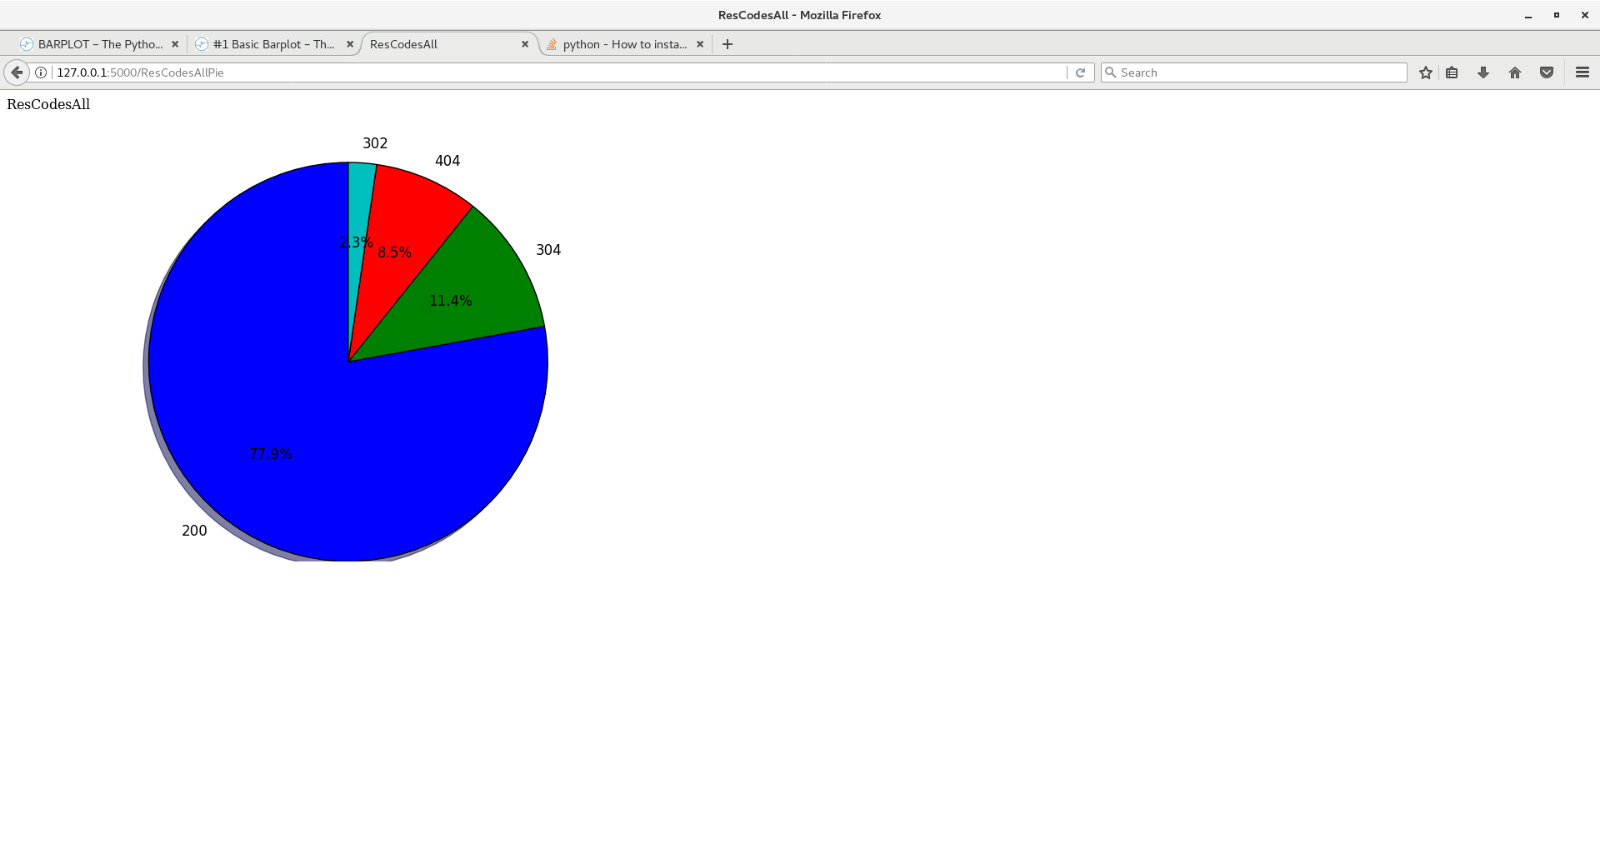 ResCodesAll - Mozilla Firefox
BARPLOT – The Pytho...
#1 Basic Barplot – Th...
ResCodesAll
python - How to insta...
127.0.0.1:5000/ResCodesAllPie
Search
ResCodesAll
302
404
2.3%
8.5%
304
11.4%
77.9%
200